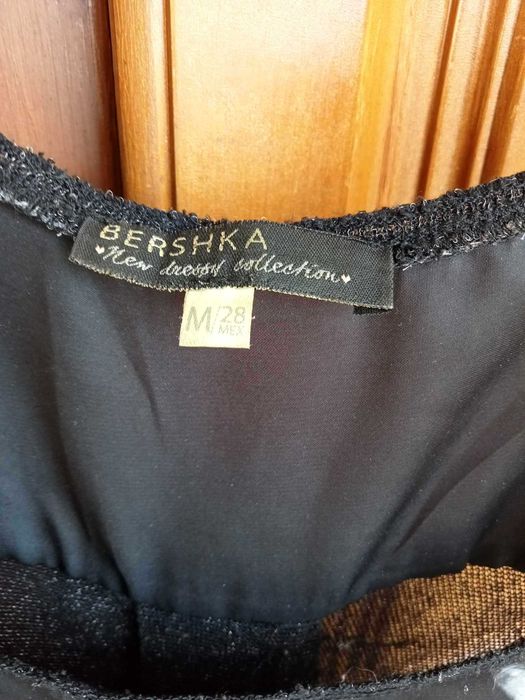 BERSHKA
♥New dressy collection♥
M/28
MEX